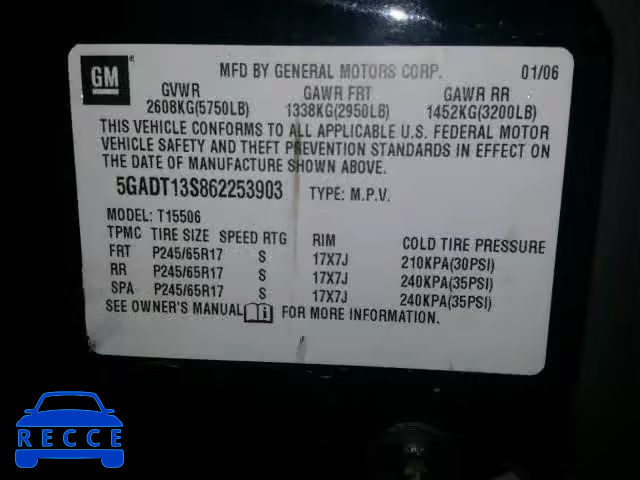 GM
MFD BY GENERAL MOTORS CORP. 01/06
GVWR GAWR FRT GAWR RR
2608KG(5750LB) 1338KG(2950LB) 1452KG(3200LB)
THIS VEHICLE CONFORMS TO ALL APPLICABLE U.S. FEDERAL MOTOR
VEHICLE SAFETY AND THEFT PREVENTION STANDARDS IN EFFECT ON
THE DATE OF MANUFACTURE SHOWN ABOVE.
5GADT13S862253903 TYPE: M.P.V.
MODEL: T15506
TPMC TIRE SIZE SPEED RTG RIM COLD TIRE PRESSURE
FRT P245/65R17 S 17X7J 210KPA(30PSI)
RR P245/65R17 S 17X7J 240KPA(35PSI)
SPA P245/65R17 S 17X7J 240KPA(35PSI)
SEE OWNER'S MANUAL i FOR MORE INFORMATION.
RECCE